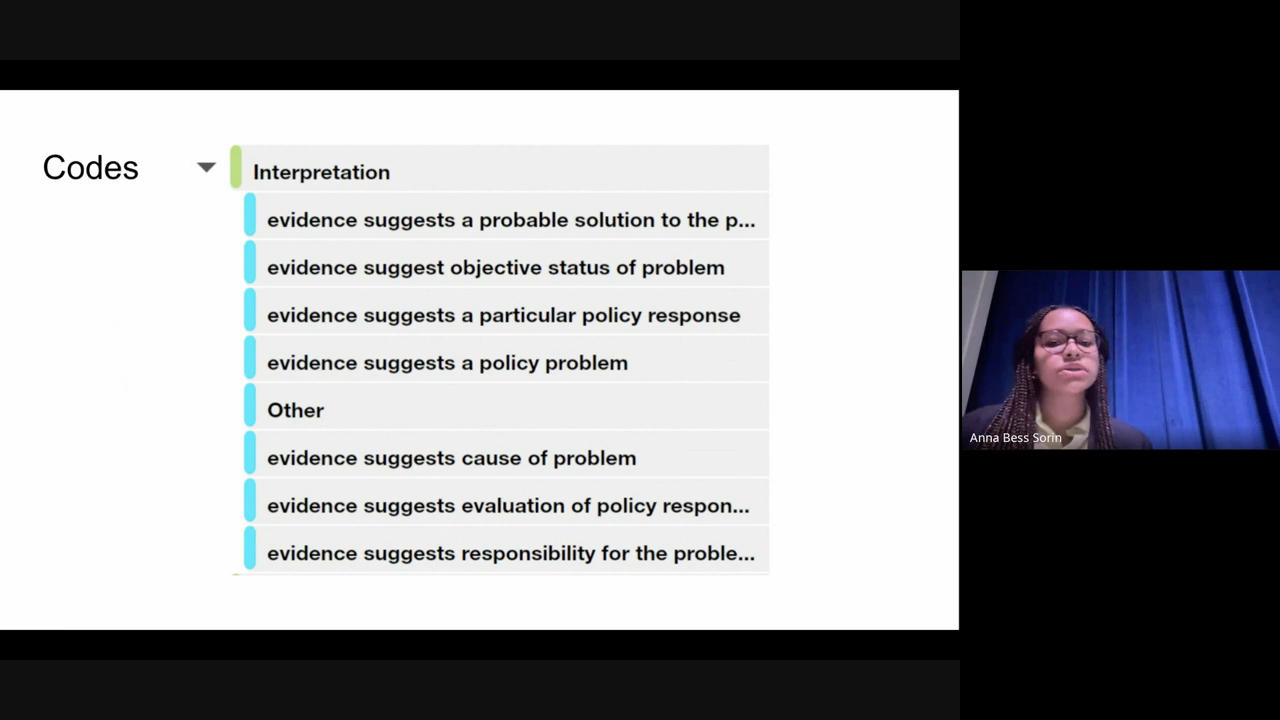 Codes
Interpretation
evidence suggests a probable solution to the p...
evidence suggest objective status of problem
evidence suggests a particular policy response
evidence suggests a policy problem
Other
evidence suggests cause of problem
evidence suggests evaluation of policy respon...
evidence suggests responsibility for the proble...
Anna Bess Sorin